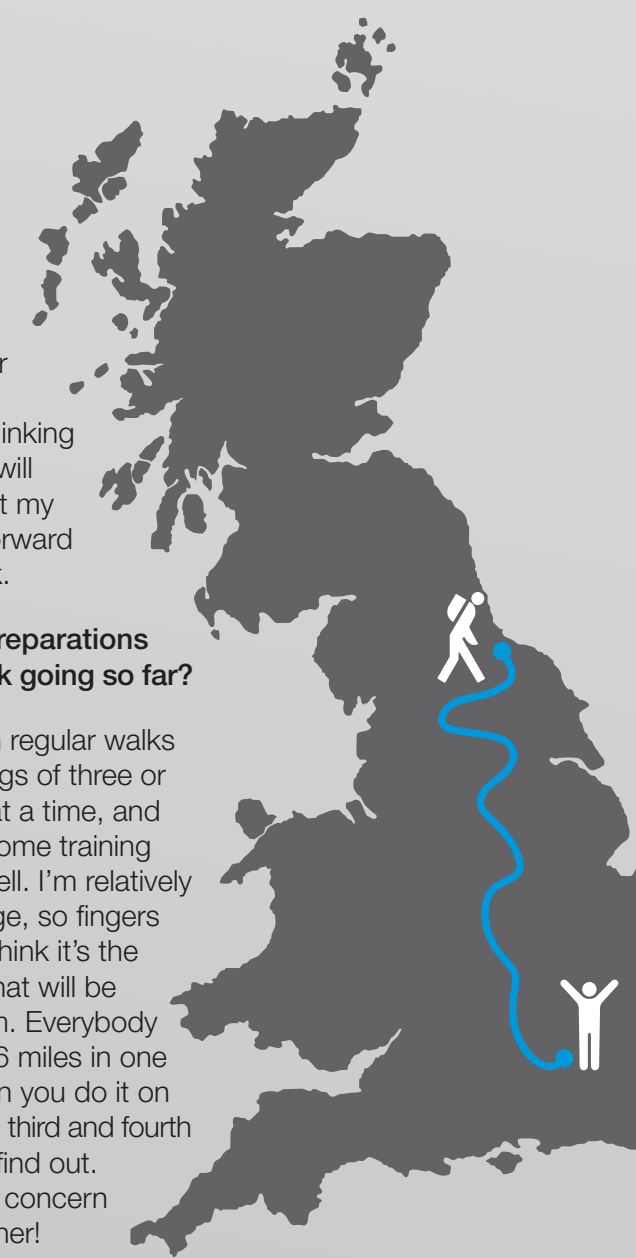 r
inking
will
t my
orward
k.
reparations
k going so far?
n regular walks
gs of three or
at a time, and
ome training
ell. I'm relatively
ge, so fingers
hink it's the
hat will be
n. Everybody
6 miles in one
n you do it on
third and fourth
find out.
concern
her!